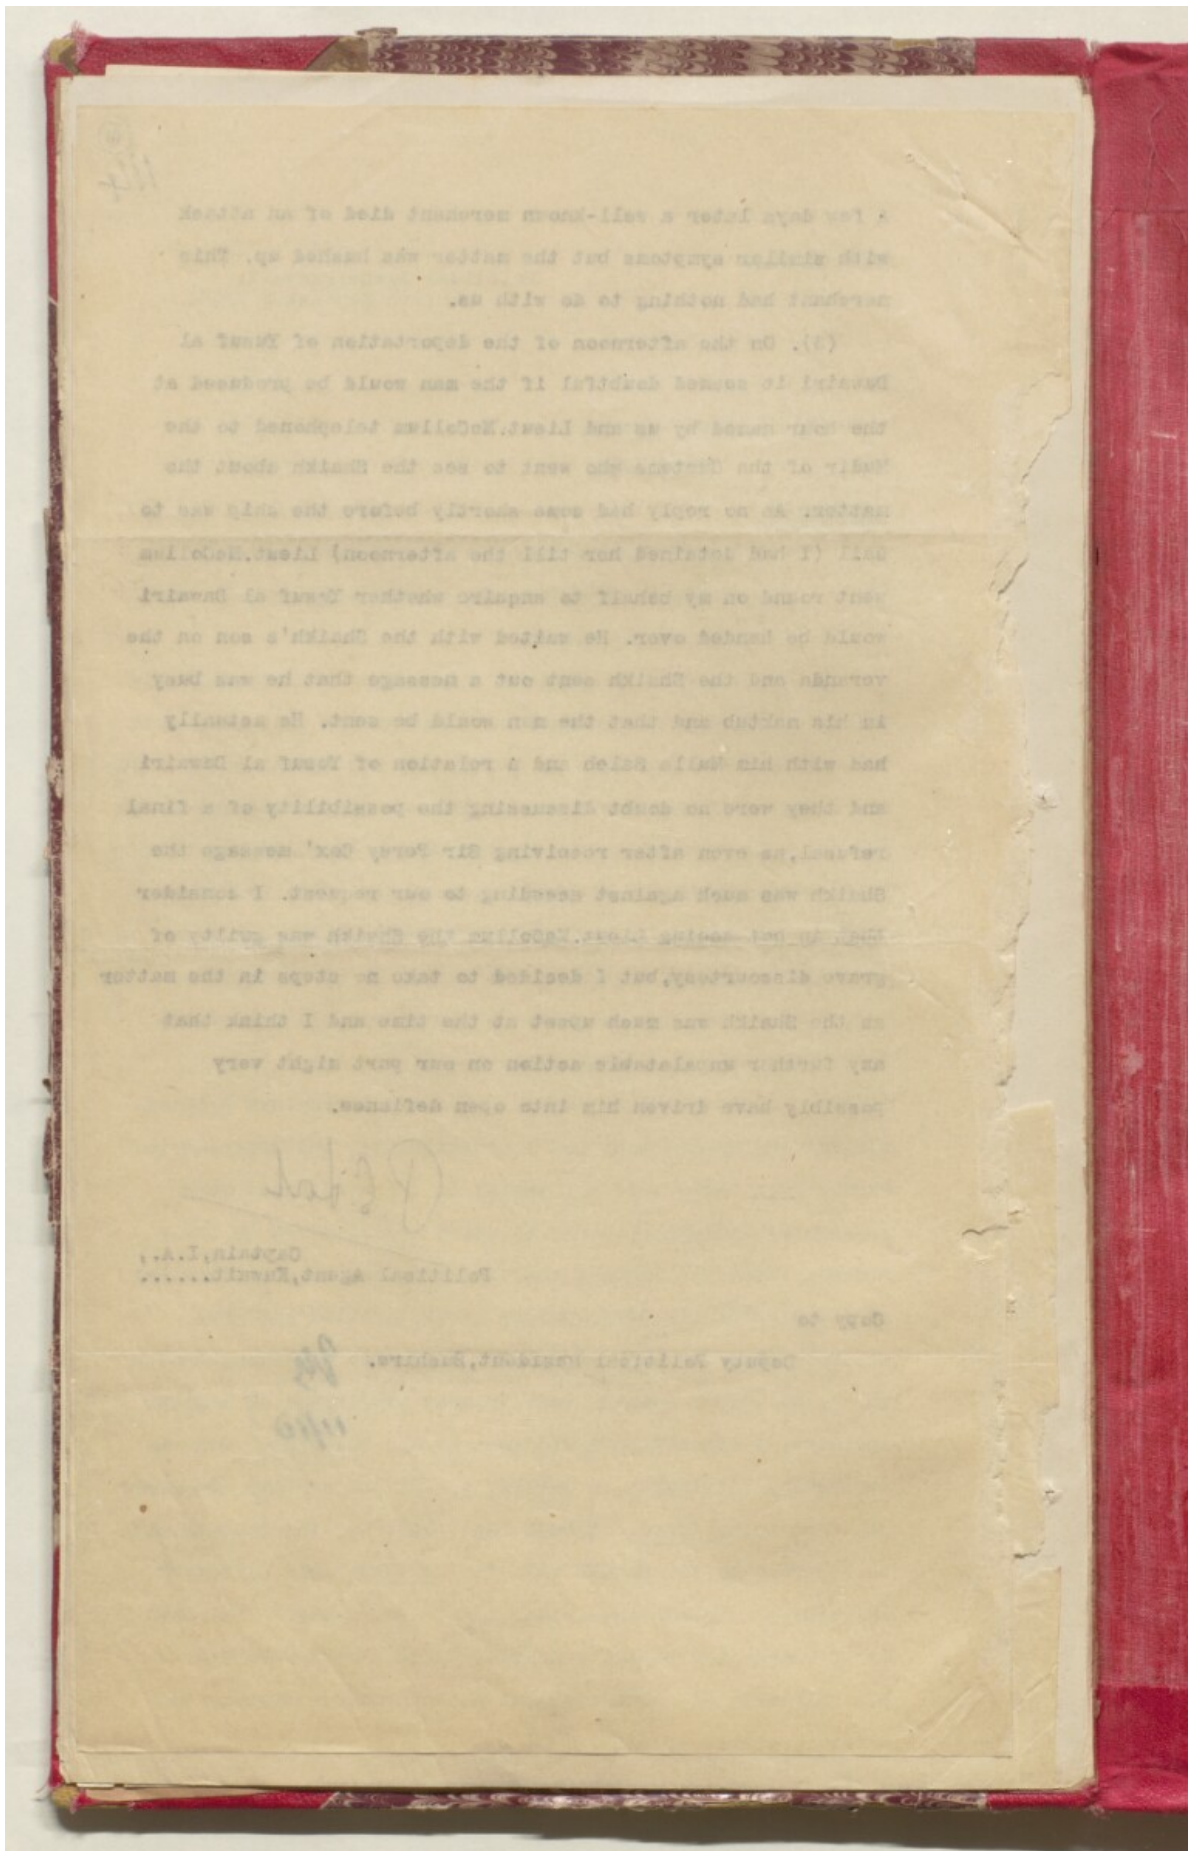 A few days later a well-known merchant died of an attack
with similar symptoms but the matter was hushed up. This
merchant had nothing to do with us.
(3). On the afternoon of the deportation of Yusuf al
Dawairi it seemed doubtful if the man would be produced at
the hour named by us and Lieut.McCollum telephoned to the
Mudir of the Customs who went to see the Shaikh about the
matter. As no reply had come shortly before the ship was to
sail (I had detained her till the afternoon) Lieut.McCollum
went round on my behalf to enquire whether Yusuf al Dawairi
would be handed over. He waited with the Shaikh's son on the
veranda and the Shaikh sent out a message that he was busy
in his maktub and that the man would be sent. He actually
had with him Mulla Saleh and a relation of Yusuf al Dawairi
and they were no doubt discussing the possibility of a final
refusal,as even after receiving Sir Percy Cox' message the
Shaikh was much against acceding to our request. I consider
that in not seeing Lieut.McCollum the Shaikh was guilty of
grave discourtesy,but I decided to take no steps in the matter
as the Shaikh was much upset at the time and I think that
any further unpalatable action on our part might very
possibly have driven him into open defiance.
Captain,I.A.,
Political Agent,Kuwait......
Copy to
Deputy Political Resident,Bushire.
11/10